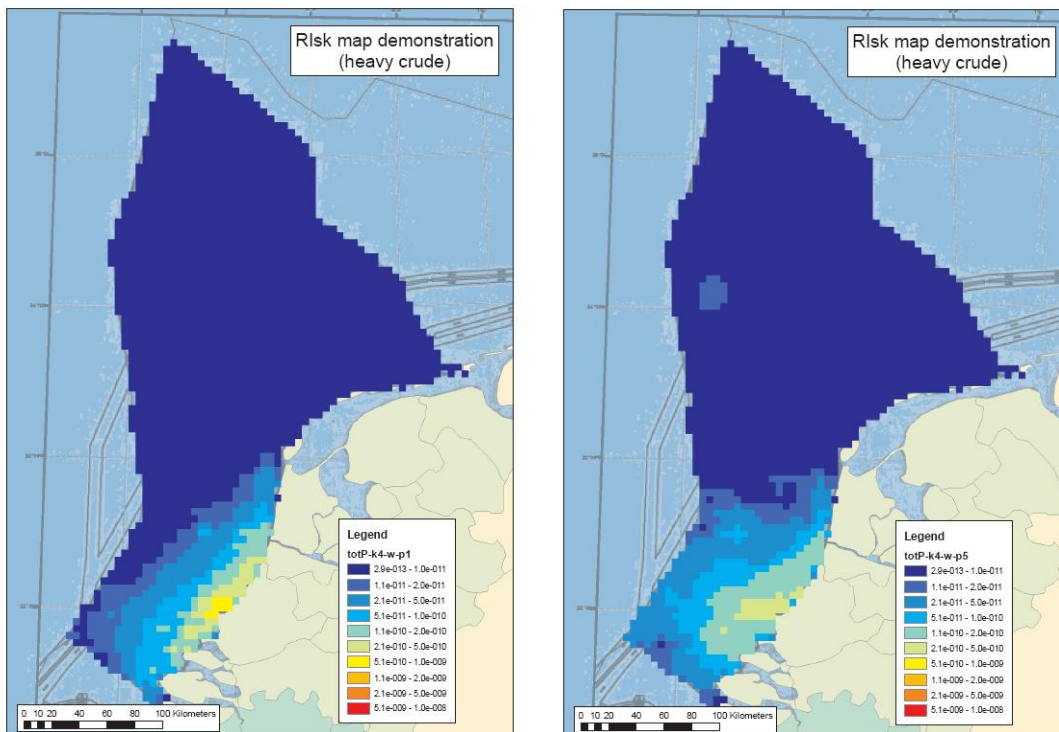 RIsk map demonstration
(heavy crude)
Legend
totP-k4-w-p1
2.9e-013 - 1.0e-011
1.1e-011 - 2.0e-011
2.1e-011 - 5.0e-011
5.1e-011 - 1.0e-010
1.1e-010 - 2.0e-010
2.1e-010 - 5.0e-010
5.1e-010 - 1.0e-009
1.1e-009 - 2.0e-009
2.1e-009 - 5.0e-009
5.1e-009 - 1.0e-008
0 10 20 40 60 80 100 Kilometers
RIsk map demonstration
(heavy crude)
Legend
totP-k4-w-p5
2.9e-013 - 1.0e-011
1.1e-011 - 2.0e-011
2.1e-011 - 5.0e-011
5.1e-011 - 1.0e-010
1.1e-010 - 2.0e-010
2.1e-010 - 5.0e-010
5.1e-010 - 1.0e-009
1.1e-009 - 2.0e-009
2.1e-009 - 5.0e-009
5.1e-009 - 1.0e-008
0 10 20 40 60 80 100 Kilometers